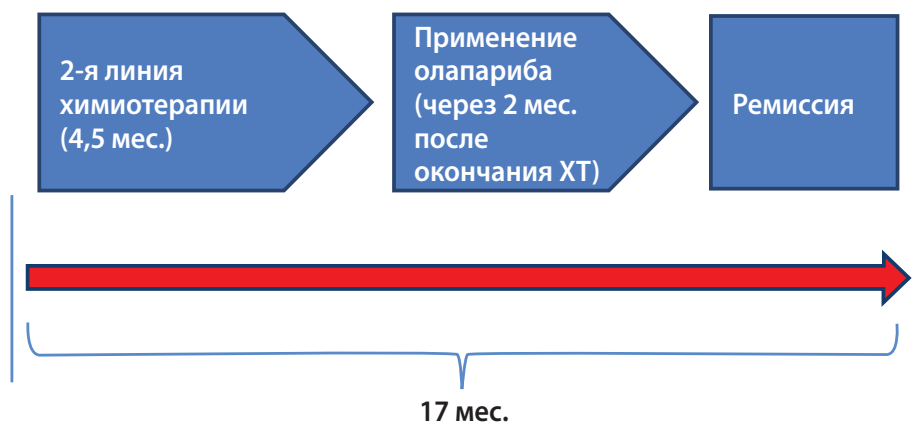 2-я линия
химиотерапии
(4,5 мес.)
Применение
олапариба
(через 2 мес.
после
окончания ХТ)
Ремиссия
17 мес.